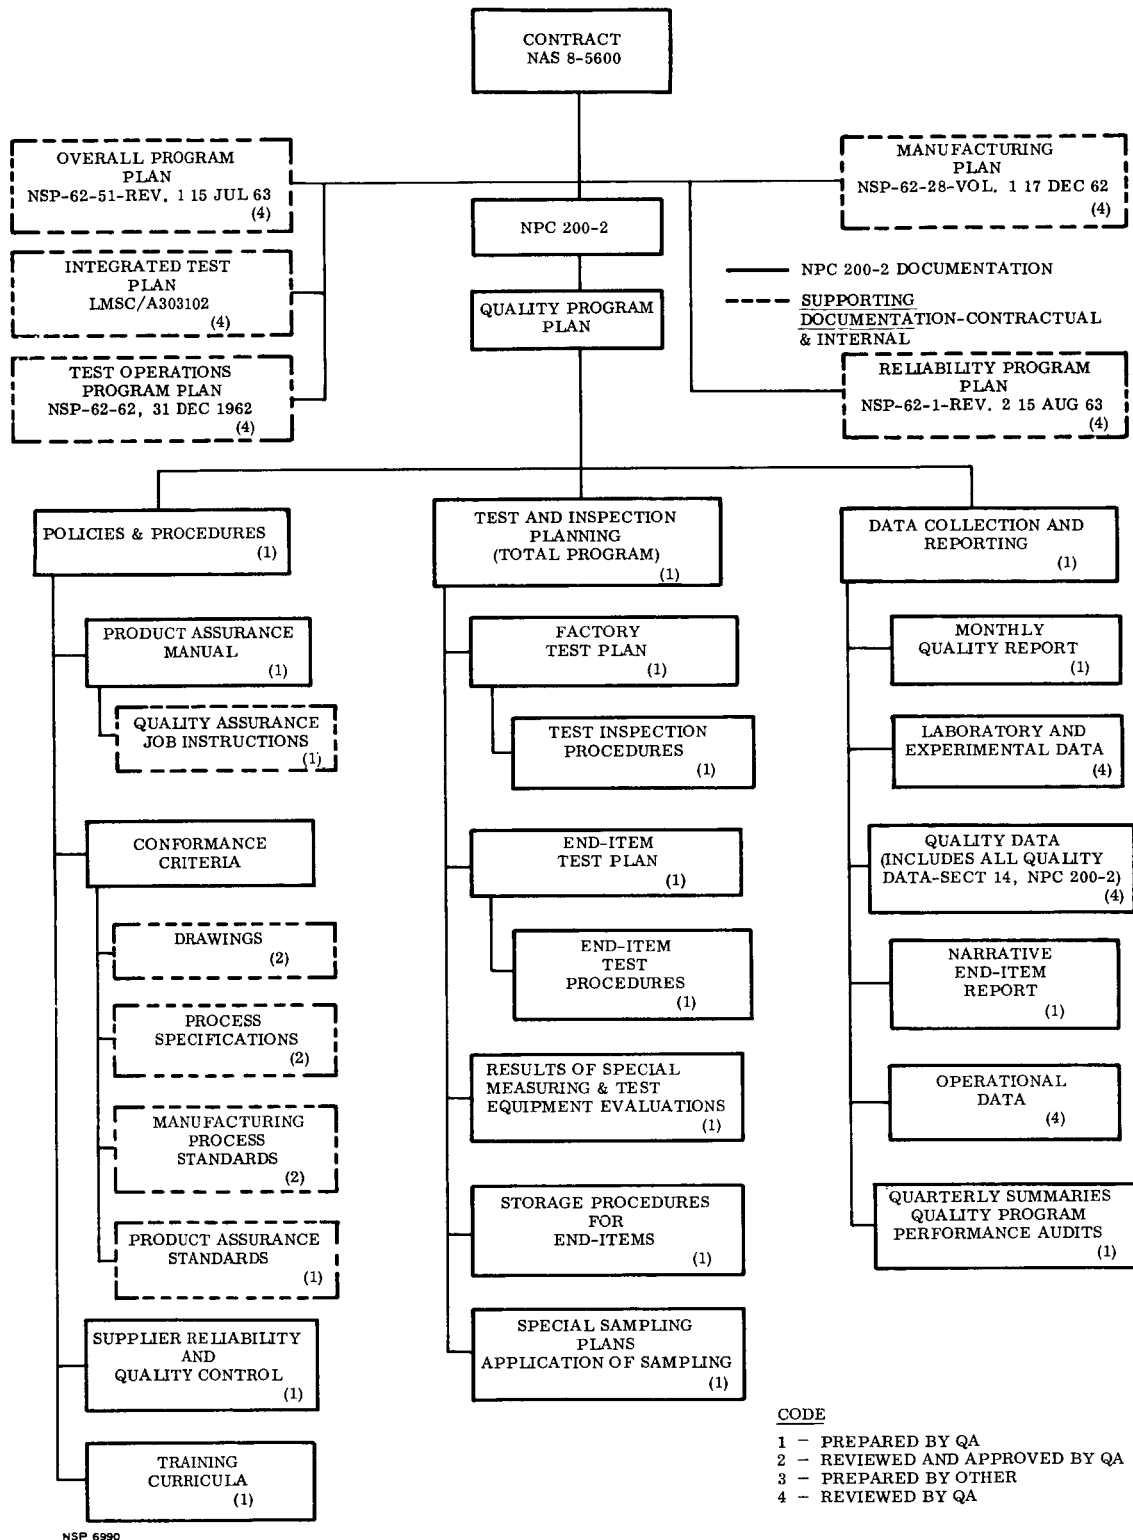 CONTRACT
NAS 8-5600
OVERALL PROGRAM
PLAN
NSP-62-51-REV. 1 15 JUL 63
(4)
MANUFACTURING
PLAN
NSP-62-28-VOL. 1 17 DEC 62
(4)
NPC 200-2
INTEGRATED TEST
PLAN
LMSC/A303102
(4)
QUALITY PROGRAM
PLAN
NPC 200-2 DOCUMENTATION
SUPPORTING
DOCUMENTATION-CONTRACTUAL
& INTERNAL
TEST OPERATIONS
PROGRAM PLAN
NSP-62-62, 31 DEC 1962
(4)
RELIABILITY PROGRAM
PLAN
NSP-62-1-REV. 2 15 AUG 63
(4)
POLICIES & PROCEDURES
(1)
PRODUCT ASSURANCE
MANUAL
(1)
QUALITY ASSURANCE
JOB INSTRUCTIONS
(1)
CONFORMANCE
CRITERIA
DRAWINGS
(2)
PROCESS
SPECIFICATIONS
(2)
MANUFACTURING
PROCESS
STANDARDS
(2)
PRODUCT ASSURANCE
STANDARDS
(1)
SUPPLIER RELIABILITY
AND
QUALITY CONTROL
(1)
TRAINING
CURRICULA
(1)
TEST AND INSPECTION
PLANNING
(TOTAL PROGRAM)
(1)
FACTORY
TEST PLAN
(1)
TEST INSPECTION
PROCEDURES
(1)
END-ITEM
TEST PLAN
(1)
END-ITEM
TEST
PROCEDURES
(1)
RESULTS OF SPECIAL
MEASURING & TEST
EQUIPMENT EVALUATIONS
(1)
STORAGE PROCEDURES
FOR
END-ITEMS
(1)
SPECIAL SAMPLING
PLANS
APPLICATION OF SAMPLING
(1)
DATA COLLECTION AND
REPORTING
(1)
MONTHLY
QUALITY REPORT
(1)
LABORATORY AND
EXPERIMENTAL DATA
(4)
QUALITY DATA
(INCLUDES ALL QUALITY
DATA-SECT 14, NPC 200-2)
(4)
NARRATIVE
END-ITEM
REPORT
(1)
OPERATIONAL
DATA
(4)
QUARTERLY SUMMARIES
QUALITY PROGRAM
PERFORMANCE AUDITS
(1)
CODE
1 - PREPARED BY QA
2 - REVIEWED AND APPROVED BY QA
3 - PREPARED BY OTHER
4 - REVIEWED BY QA
NSP 6990